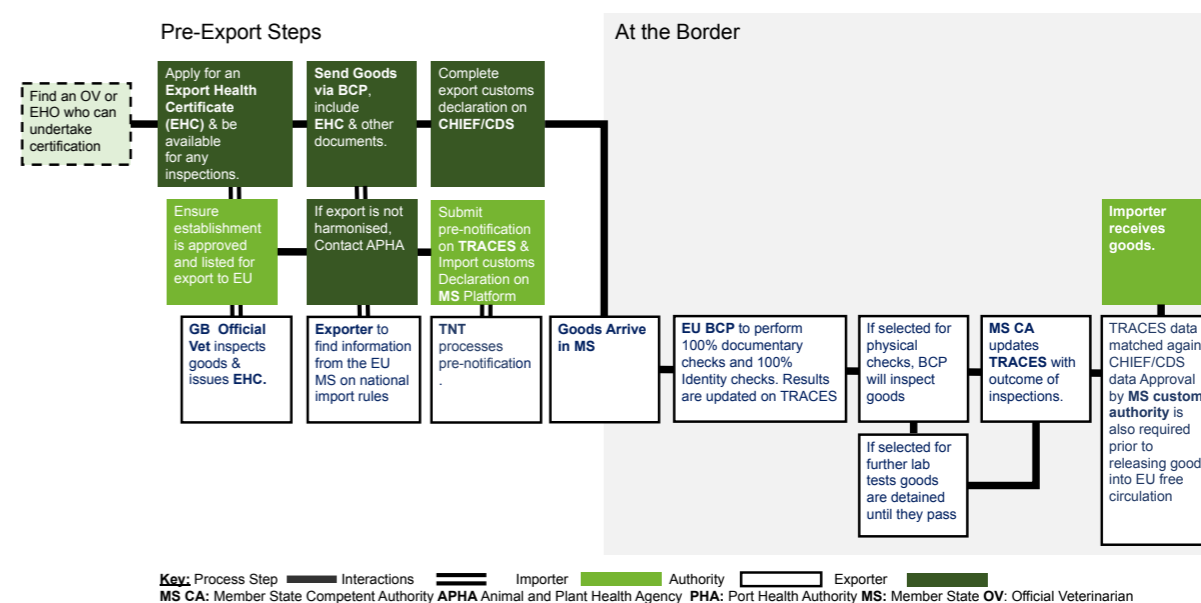 Pre-Export Steps
At the Border
Find an OV or
EHO who can
undertake
certification
Apply for an
Export Health
Certificate
(EHC) & be
available
for any
inspections.
Send Goods
via BCP,
include
EHC & other
documents.
Complete
export customs
declaration on
CHIEF/CDS
Ensure
establishment
is approved
and listed for
export to EU
If export is not
harmonised,
Contact APHA
Submit
pre-notification
on TRACES &
Import customs
Declaration on
MS Platform
Importer
receives
goods.
GB Official
Vet inspects
goods &
issues EHC.
Exporter to
find information
from the EU
MS on national
import rules
TNT
processes
pre-notification
.
Goods Arrive
in MS
EU BCP to perform
100% documentary
checks and 100%
Identity checks. Results
are updated on TRACES
If selected for
physical
checks, BCP
will inspect
goods
If selected for
further lab
tests goods
are detained
until they pass
MS CA
updates
TRACES with
outcome of
inspections.
TRACES data
matched again
CHIEF/CDS
data Approval
by MS custom
authority is
also required
prior to
releasing good
into EU free
circulation
Key: Process Step Interactions Importer Authority Exporter
MS CA: Member State Competent Authority APHA Animal and Plant Health Agency PHA: Port Health Authority MS: Member State OV: Official Veterinarian